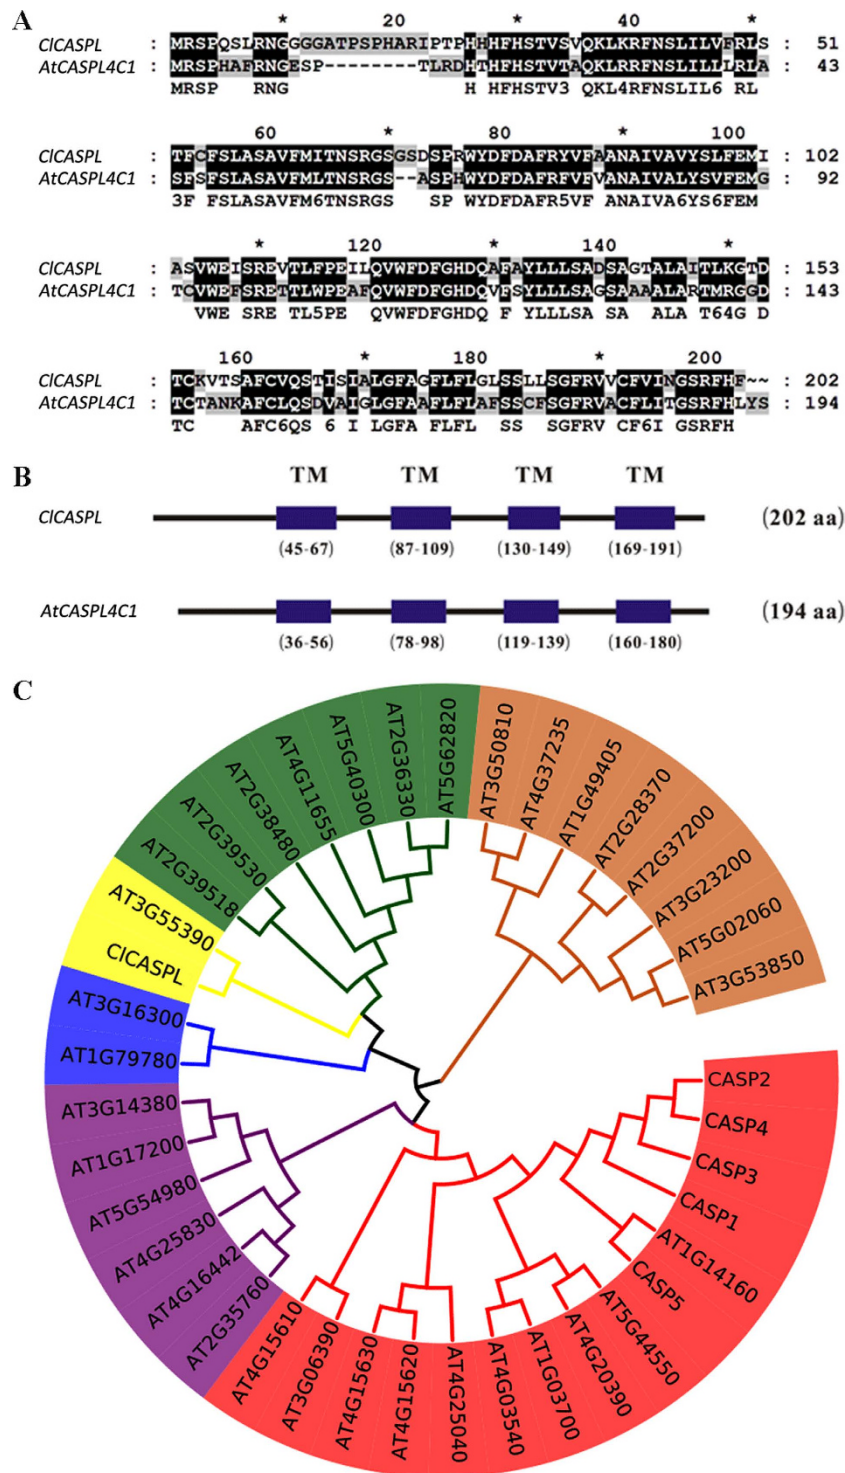 A
* 20 * 40 *
ClCASPL : MRSPQSLRNGGGGATPSPHARIPTPHHHFHSTVSVQKLKRFNSLILVFRLS : 51
AtCASPL4C1 : MRSPHAFRNGESP--------TLRDHTHFHSTVTAQKLRRFNSLILLLRLA : 43
MRSP RNG H HFHSTV3 QKL4RFNSLIL6 RL
60 * 80 * 100
ClCASPL : TFCFSLASAVFMITNSRGSGSDSPRWYDFDAFRYVFAANAIVAVYSLFEMI : 102
AtCASPL4C1 : SFSFSLASAVFMLTNSRGS--ASPHWYDFDAFRFVFVANAIVALYSVFEMG : 92
3F FSLASAVFM6TNSRGS SP WYDFDAFR5VF ANAIVA6YS6FEM
* 120 * 140 *
ClCASPL : ASVWEISREVTLFPEILQVWFDFGHDQAFAYLLLSADSAGTALAITLKGTD : 153
AtCASPL4C1 : TCVWEFSRETTLWPEAFQVWFDFGHDQVFSYLLLSAGSAAAALARTMRGGD : 143
VWE SRE TL5PE QVWFDFGHDQ F YLLLSA SA ALA T64G D
160 * 180 * 200
ClCASPL : TCKVTSAFCVQSTISIALGFAGFLFLGLSSLLSGFRVVCFVINGSRFHF~~ : 202
AtCASPL4C1 : TCTANKAFCLQSDVAIGLGFAAFLFLAFSSCFSGFRVACFLITGSRFHLYS : 194
TC AFC6QS 6 I LGFA FLFL SS SGFRV CF6I GSRFH
B
TM TM TM TM
ClCASPL (202 aa)
(45-67) (87-109) (130-149) (169-191)
AtCASPL4C1 (194 aa)
(36-56) (78-98) (119-139) (160-180)
C
AT3G50810
AT4G37235
AT1G49405
AT2G28370
AT2G37200
AT3G23200
AT5G02060
AT3G53850
CASP2
CASP4
CASP3
CASP1
AT1G14160
CASP5
AT5G44550
AT4G20390
AT1G03700
AT4G03540
AT4G25040
AT4G15620
AT4G15630
AT3G06390
AT4G15610
AT2G35760
AT4G16442
AT4G25830
AT5G54980
AT1G17200
AT3G14380
AT1G79780
AT3G16300
ClCASPL
AT3G55390
AT2G39518
AT2G39530
AT2G38480
AT4G11655
AT5G40300
AT2G36330
AT5G62820